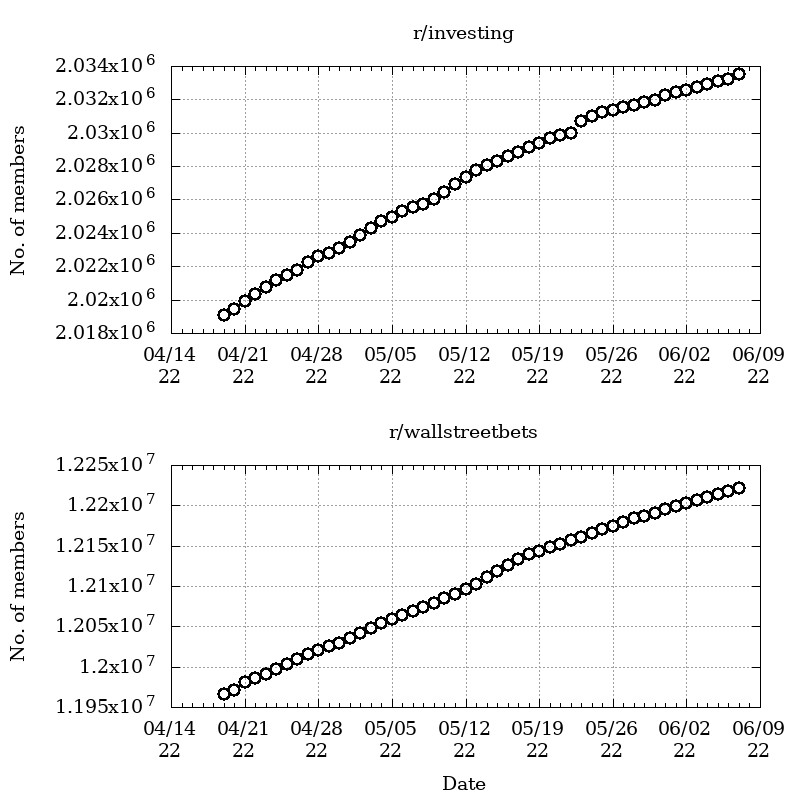 r/investing
No. of members
2.034x10^6
2.032x10^6
2.03x10^6
2.028x10^6
2.026x10^6
2.024x10^6
2.022x10^6
2.02x10^6
2.018x10^6
04/14 04/21 04/28 05/05 05/12 05/19 05/26 06/02 06/09
22 22 22 22 22 22 22 22 22
r/wallstreetbets
No. of members
1.225x10^7
1.22x10^7
1.215x10^7
1.21x10^7
1.205x10^7
1.2x10^7
1.195x10^7
04/14 04/21 04/28 05/05 05/12 05/19 05/26 06/02 06/09
22 22 22 22 22 22 22 22 22
Date